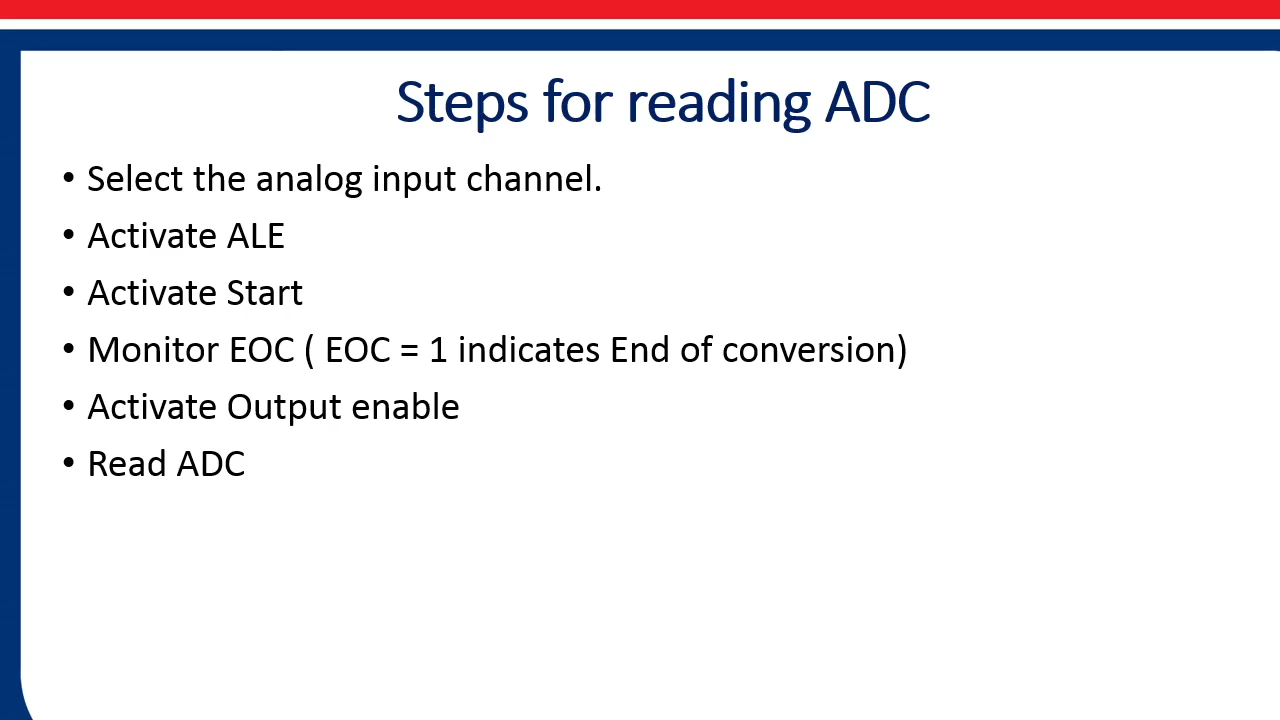 Steps for reading ADC
• Select the analog input channel.
• Activate ALE
• Activate Start
• Monitor EOC ( EOC = 1 indicates End of conversion)
• Activate Output enable
• Read ADC